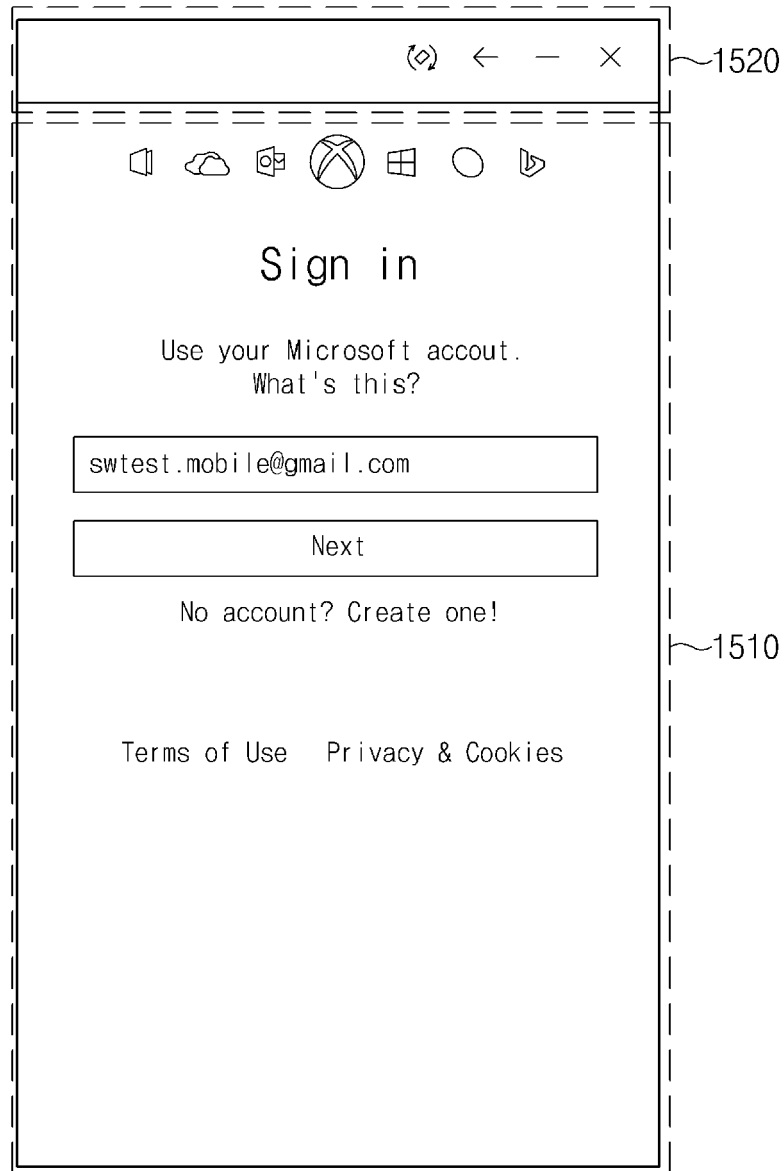 1520
Sign in
Use your Microsoft accout.
What's this?
swtest.mobile@gmail.com
Next
No account? Create one!
1510
Terms of Use Privacy & Cookies